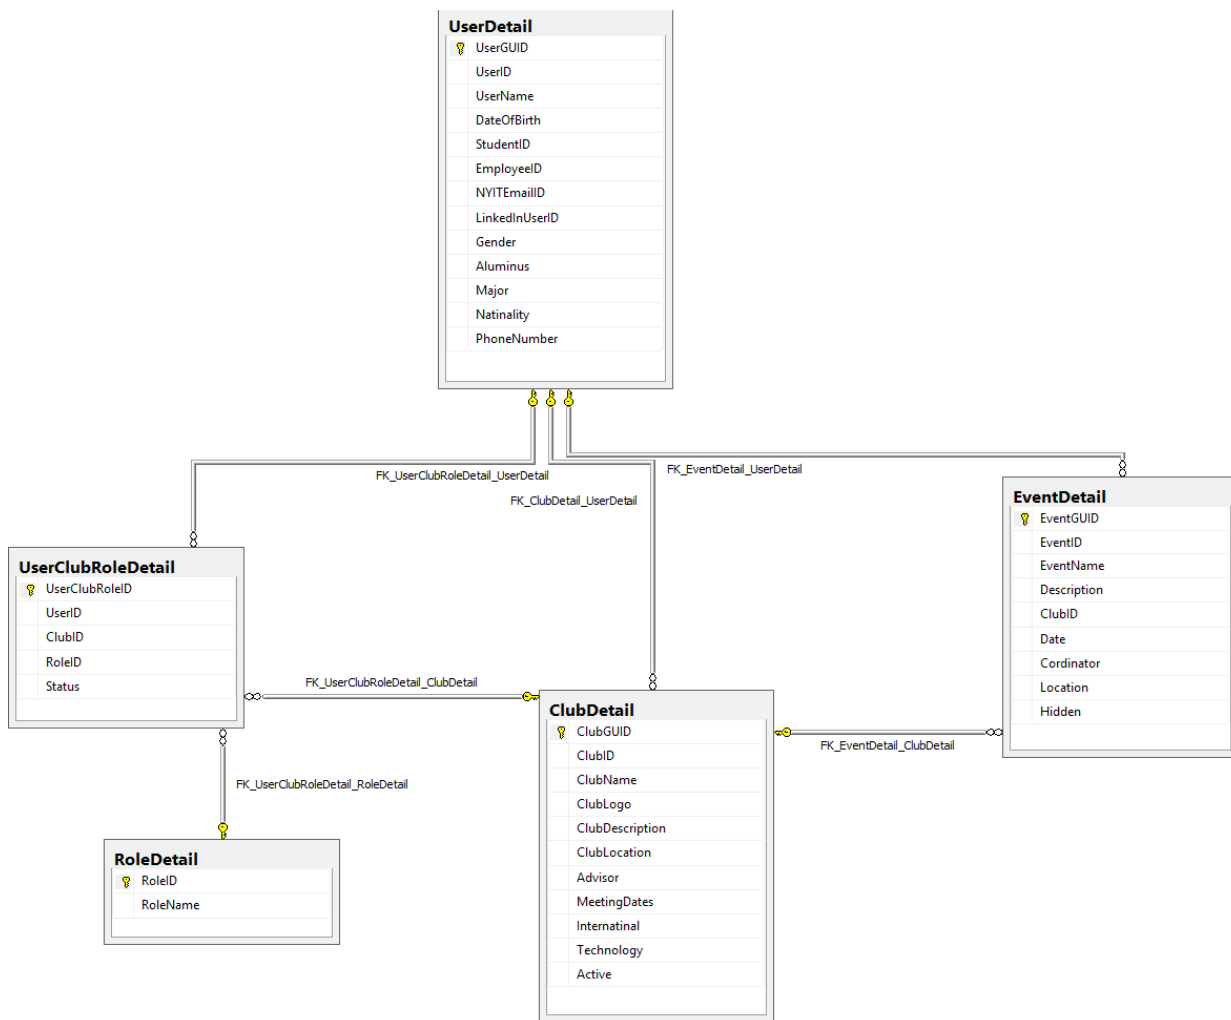 UserDetail
UserGUID
UserID
UserName
DateOfBirth
StudentID
EmployeeID
NYITEmailID
LinkedInUserID
Gender
Aluminus
Major
Natinality
PhoneNumber
FK_UserClubRoleDetail_UserDetail
FK_ClubDetail_UserDetail
FK_EventDetail_UserDetail
EventDetail
EventGUID
EventID
EventName
Description
ClubID
Date
Cordinator
Location
Hidden
UserClubRoleDetail
UserClubRoleID
UserID
ClubID
RoleID
Status
FK_UserClubRoleDetail_ClubDetail
ClubDetail
ClubGUID
ClubID
ClubName
ClubLogo
ClubDescription
ClubLocation
Advisor
MeetingDates
Internatinal
Technology
Active
FK_EventDetail_ClubDetail
FK_UserClubRoleDetail_RoleDetail
RoleDetail
RoleID
RoleName